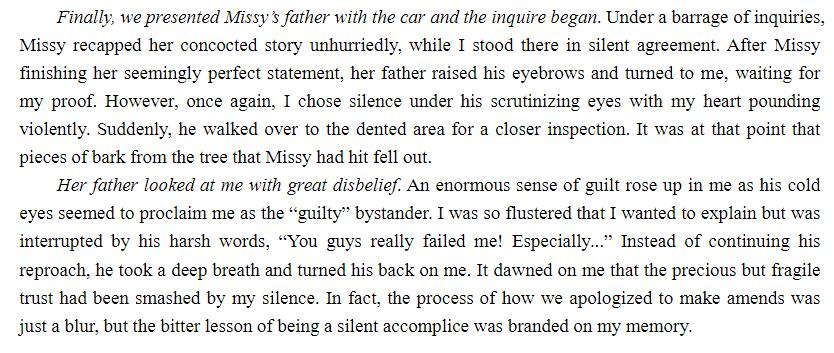 Finally, we presented Missy's father with the car and the inquire began. Under a barrage of inquiries,
Missy recapped her concocted story unhurriedly, while I stood there in silent agreement. After Missy
finishing her seemingly perfect statement, her father raised his eyebrows and turned to me, waiting for
my proof. However, once again, I chose silence under his scrutinizing eyes with my heart pounding
violently. Suddenly, he walked over to the dented area for a closer inspection. It was at that point that
pieces of bark from the tree that Missy had hit fell out.
Her father looked at me with great disbelief. An enormous sense of guilt rose up in me as his cold
eyes seemed to proclaim me as the “guilty” bystander. I was so flustered that I wanted to explain but was
interrupted by his harsh words, “You guys really failed me! Especially...” Instead of continuing his
reproach, he took a deep breath and turned his back on me. It dawned on me that the precious but fragile
trust had been smashed by my silence. In fact, the process of how we apologized to make amends was
just a blur, but the bitter lesson of being a silent accomplice was branded on my memory.